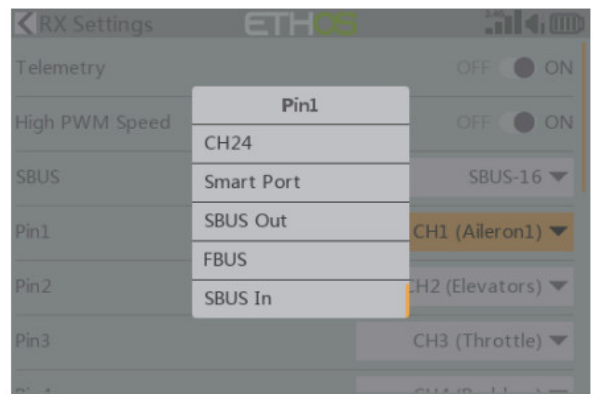 RX Settings ETHOS
Telemetry OFF ON
High PWM Speed OFF ON
SBUS SBUS-16
Pin1 CH1 (Aileron1)
Pin2 CH2 (Elevators)
Pin3 CH3 (Throttle)
Pin1
CH24
Smart Port
SBUS Out
FBUS
SBUS In